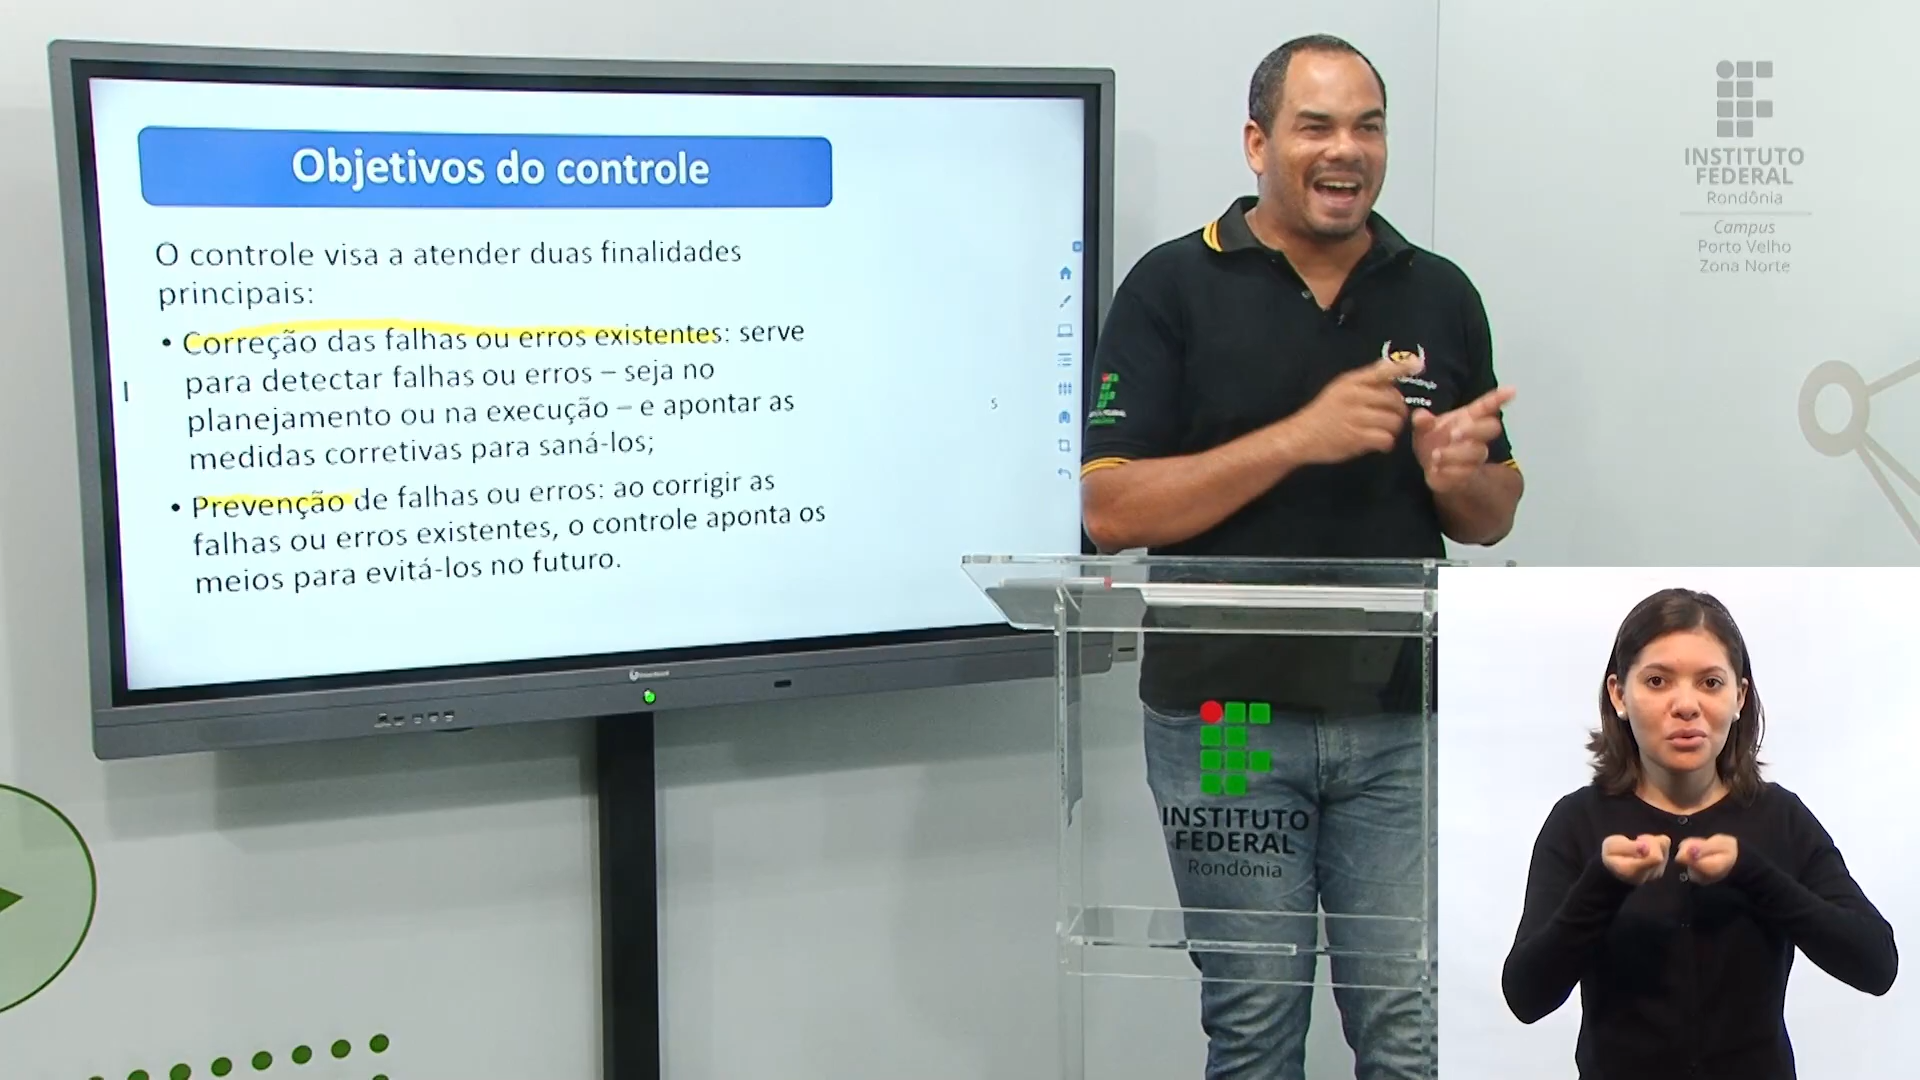 Objetivos do controle
O controle visa a atender duas finalidades
principais:
• Correção das falhas ou erros existentes: serve
para detectar falhas ou erros – seja no
planejamento ou na execução – e apontar as
medidas corretivas para saná-los;
• Prevenção de falhas ou erros: ao corrigir as
falhas ou erros existentes, o controle aponta os
meios para evitá-los no futuro.
5
INSTITUTO
FEDERAL
Rondônia
Campus
Porto Velho
Zona Norte
INSTITUTO
FEDERAL
Rondônia